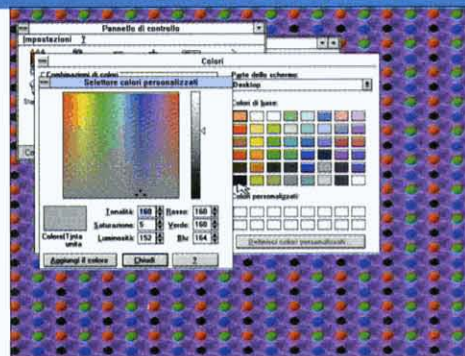 Pannello di controllo
Impostazioni ?
Colori
Combinazioni di colori
Parte dello schermo:
Selettore colori personalizzati
Desktop
Colori di base:
Colori personalizzati:
Tonalità: 160 Rosso: 160
Saturazione: 5 Verde: 160
Luminosità: 152 Blu: 164
Colore|Tinta
unita
Definisci colori personalizzati
Aggiungi il colore Chiudi ?